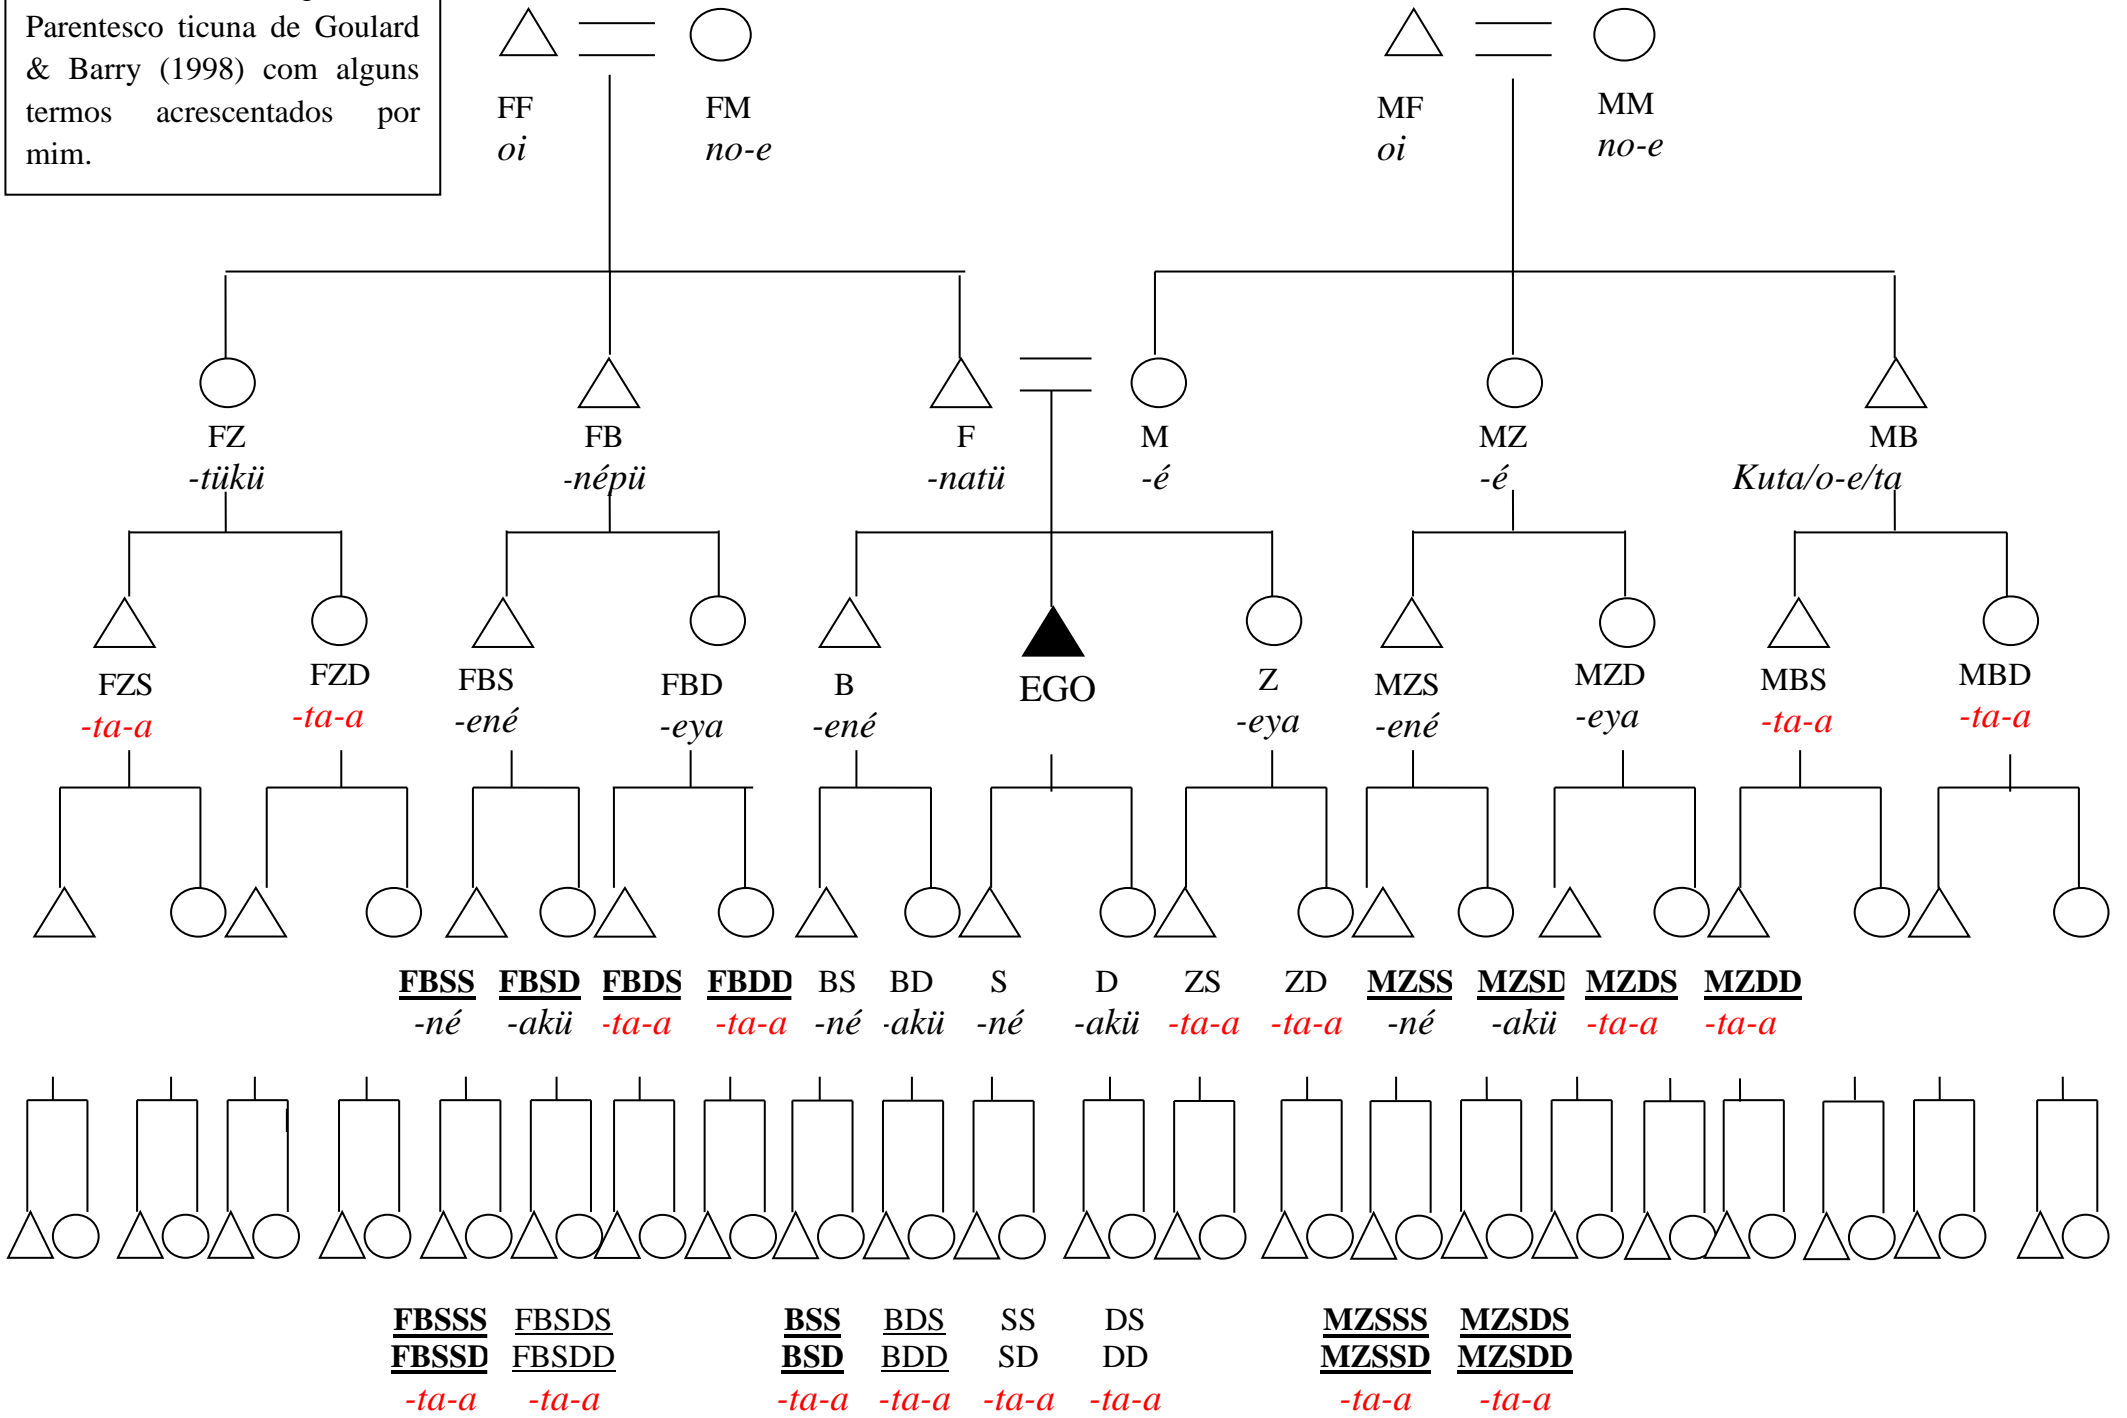 Parentesco ticuna de Goulard
& Barry (1998) com alguns
termos acrescentados por
mim.
FF FM MF MM
oi no-e oi no-e
FZ FB F M MZ MB
-tükü -népü -natü -é -é Kuta/o-e/ta
FZS FZD FBS FBD B EGO Z MZS MZD MBS MBD
-ta-a -ta-a -ené -eya -ené -eya -ené -eya -ta-a -ta-a
FBSS FBSD FBDS FBDD BS BD S D ZS ZD MZSS MZSD MZDS MZDD
-né -akü -ta-a -ta-a -né -akü -né -akü -ta-a -ta-a -né -akü -ta-a -ta-a
FBSSS FBSDS BSS BDS SS DS MZSSS MZSDS
FBSSD FBSDD BSD BDD SD DD MZSSD MZSDD
-ta-a -ta-a -ta-a -ta-a -ta-a -ta-a -ta-a -ta-a